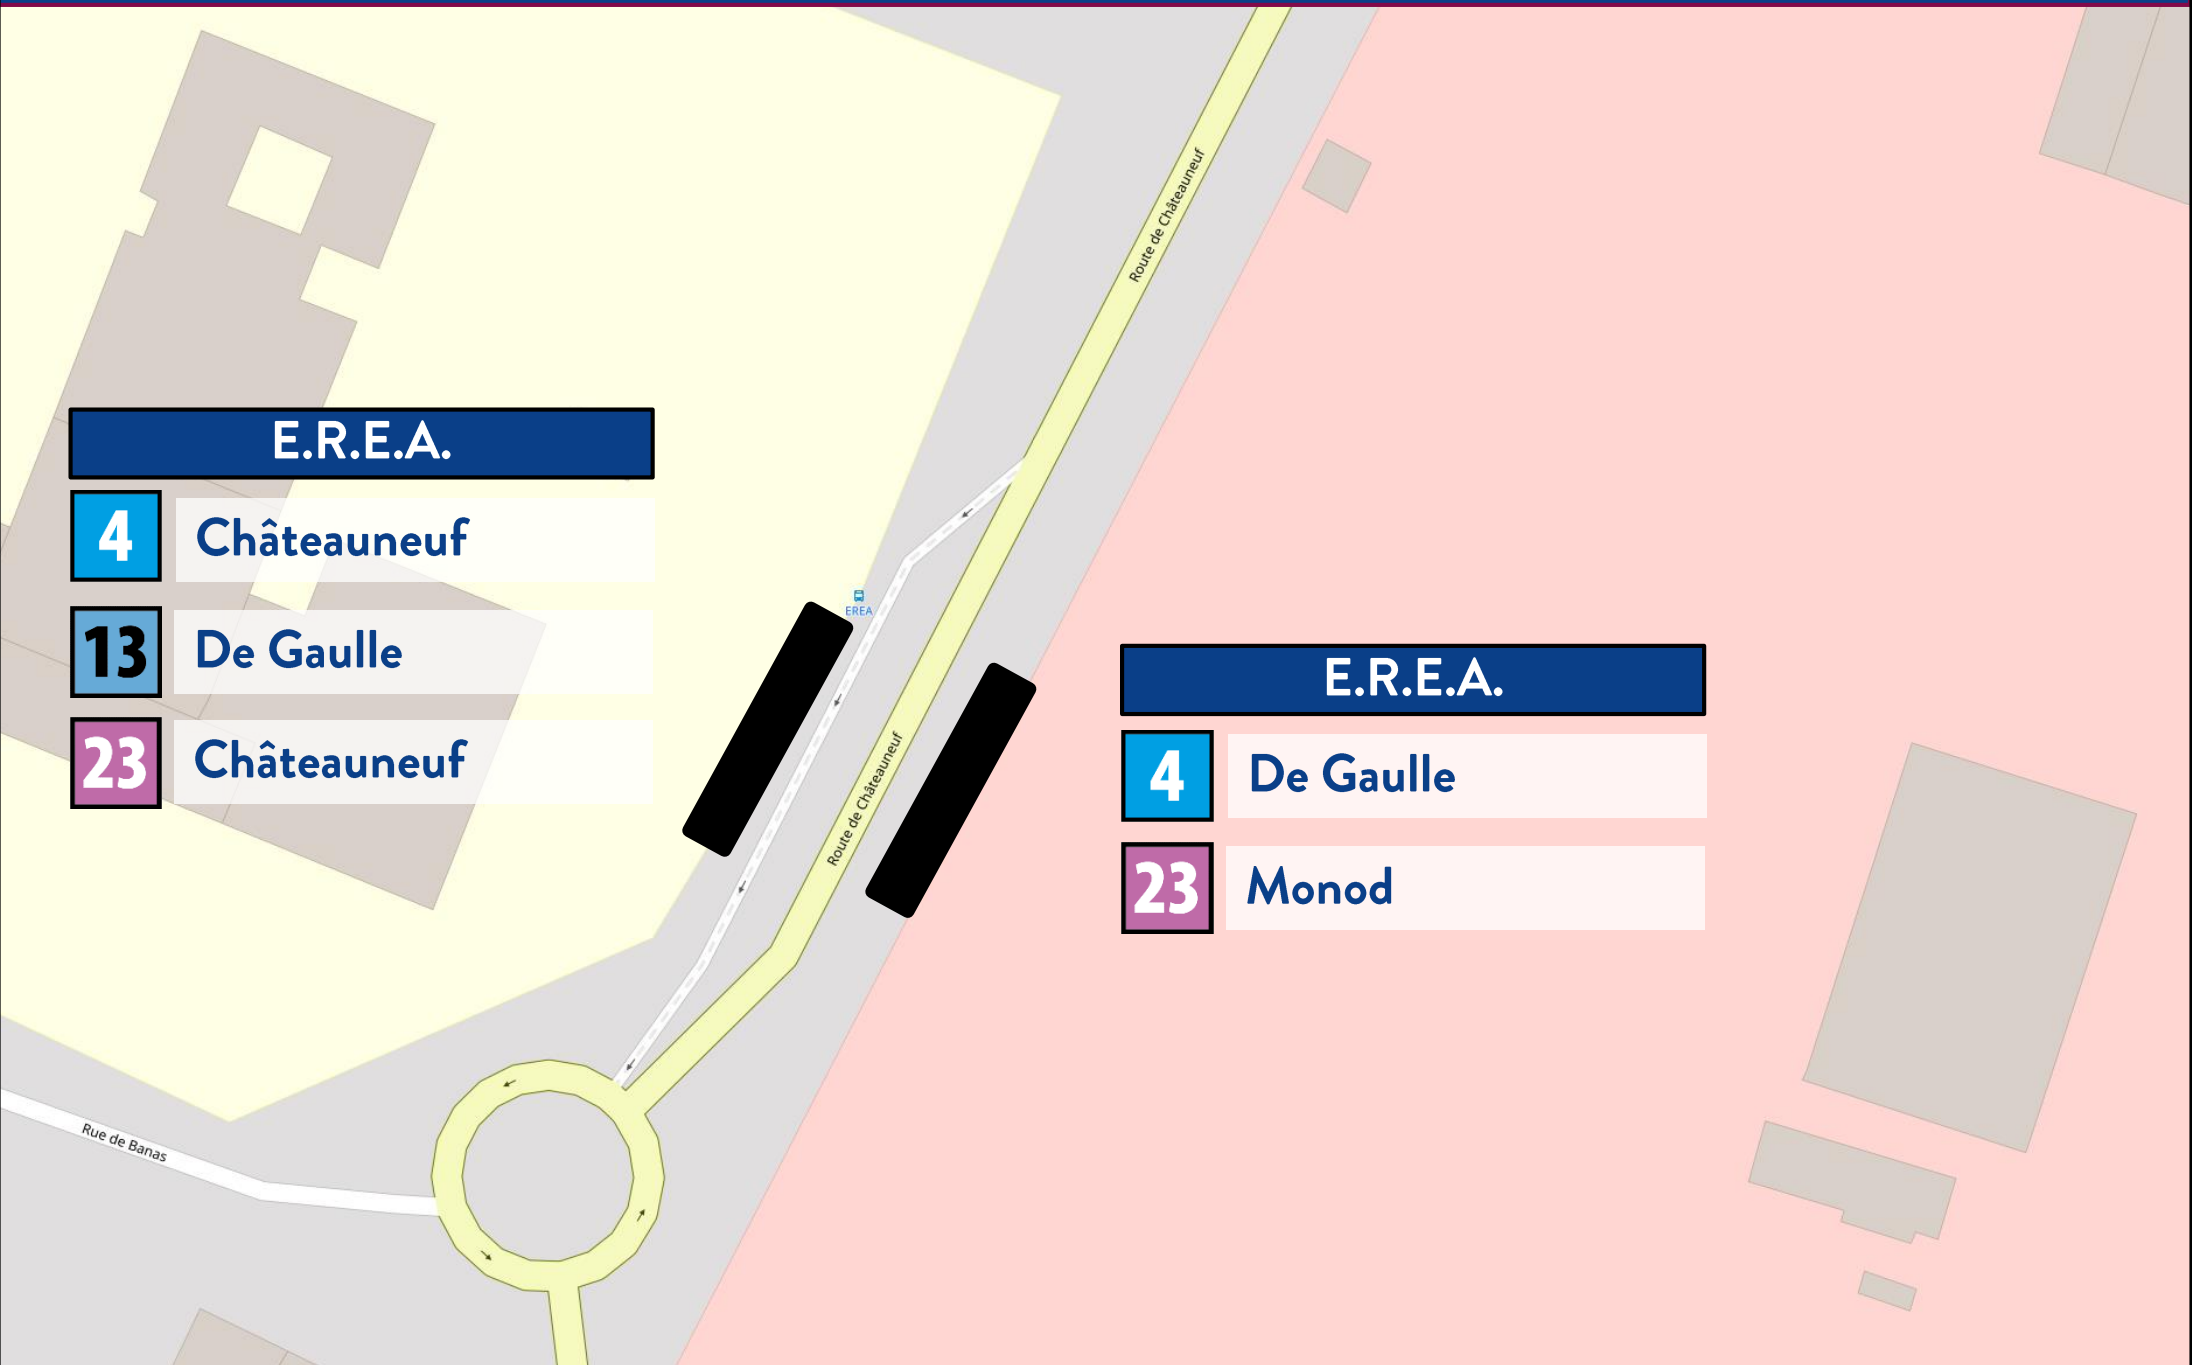 Route de Châteauneuf
E.R.E.A.
4 Châteauneuf
13 De Gaulle
23 Châteauneuf
EREA
Route de Châteauneuf
E.R.E.A.
4 De Gaulle
23 Monod
Rue de Banas